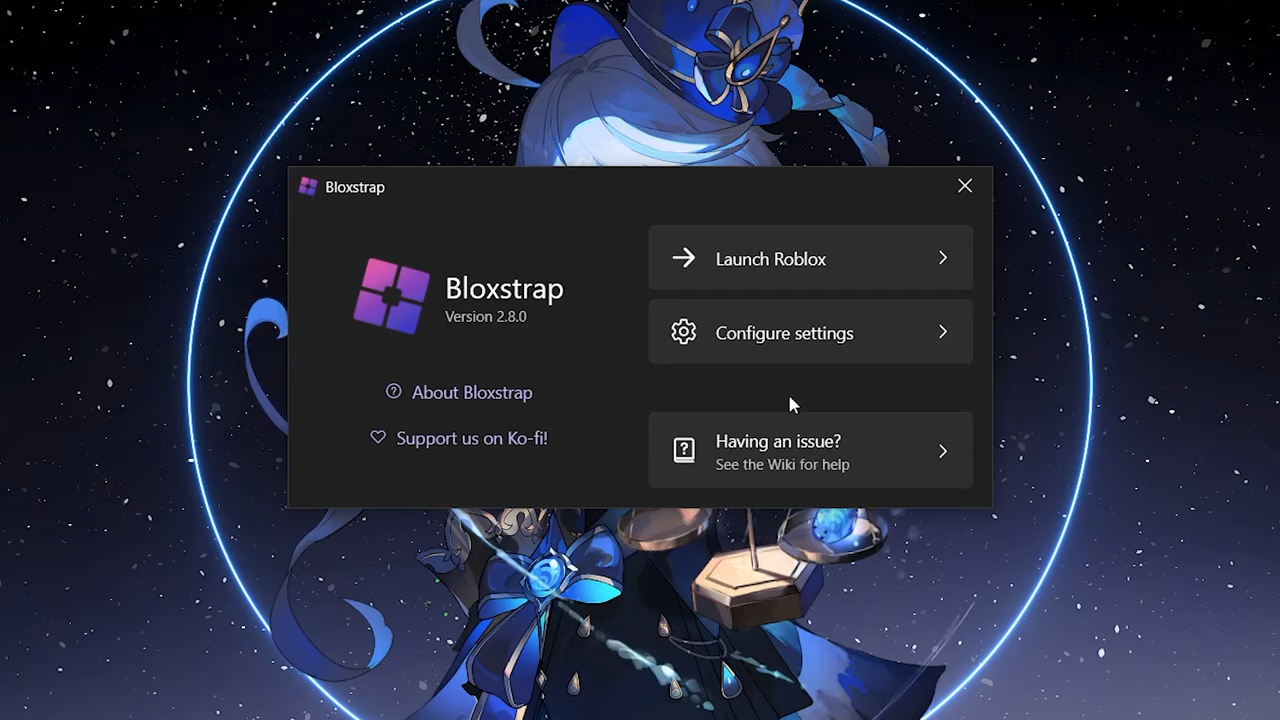 Bloxstrap
Bloxstrap
Version 2.8.0
About Bloxstrap
Support us on Ko-fi!
Launch Roblox
Configure settings
Having an issue?
See the Wiki for help